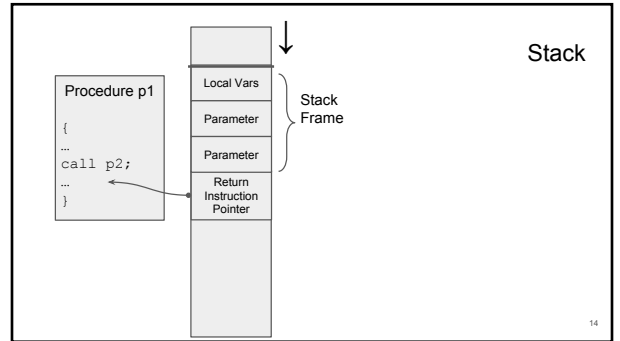 Stack
Procedure p1
{
…
call p2;
…
}
Local Vars
Parameter
Parameter
Return
Instruction
Pointer
Stack
Frame
14